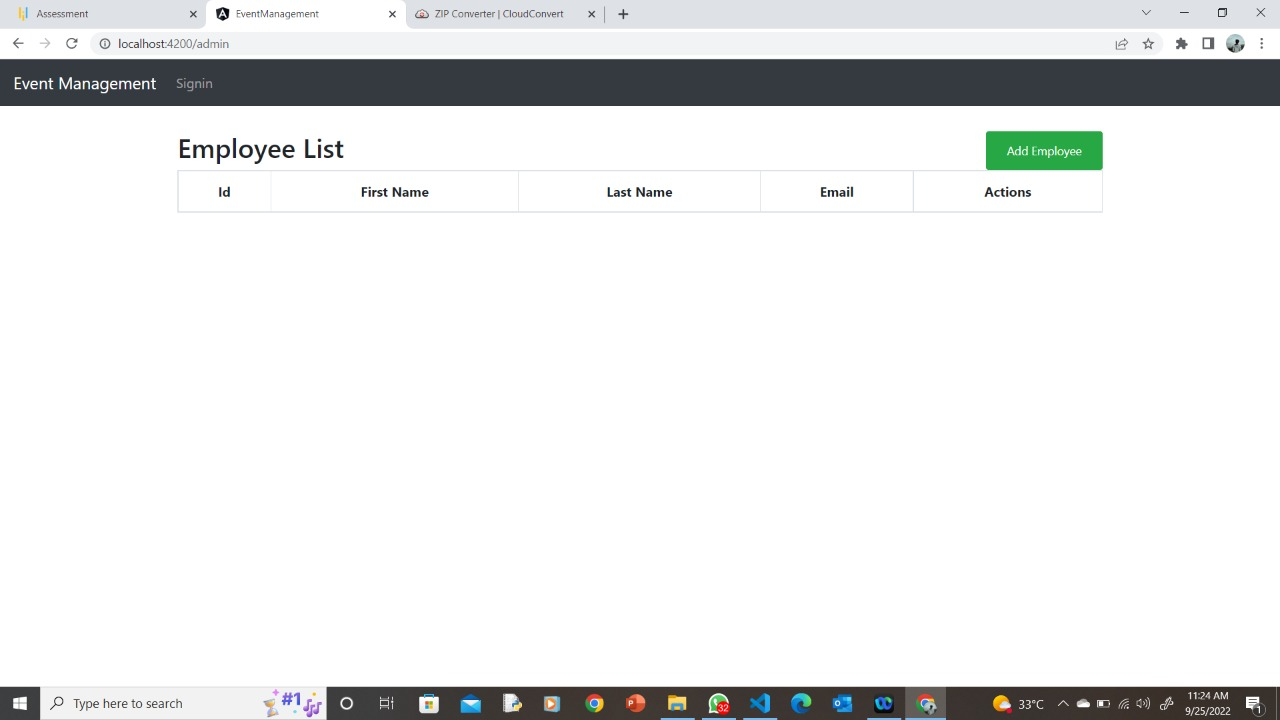 Assessment
EventManagement
ZIP Converter | CloudConvert
localhost:4200/admin
Event Management
Signin
Employee List
Add Employee
Id
First Name
Last Name
Email
Actions
Type here to search
#1
32
33°C
11:24 AM
9/25/2022
1